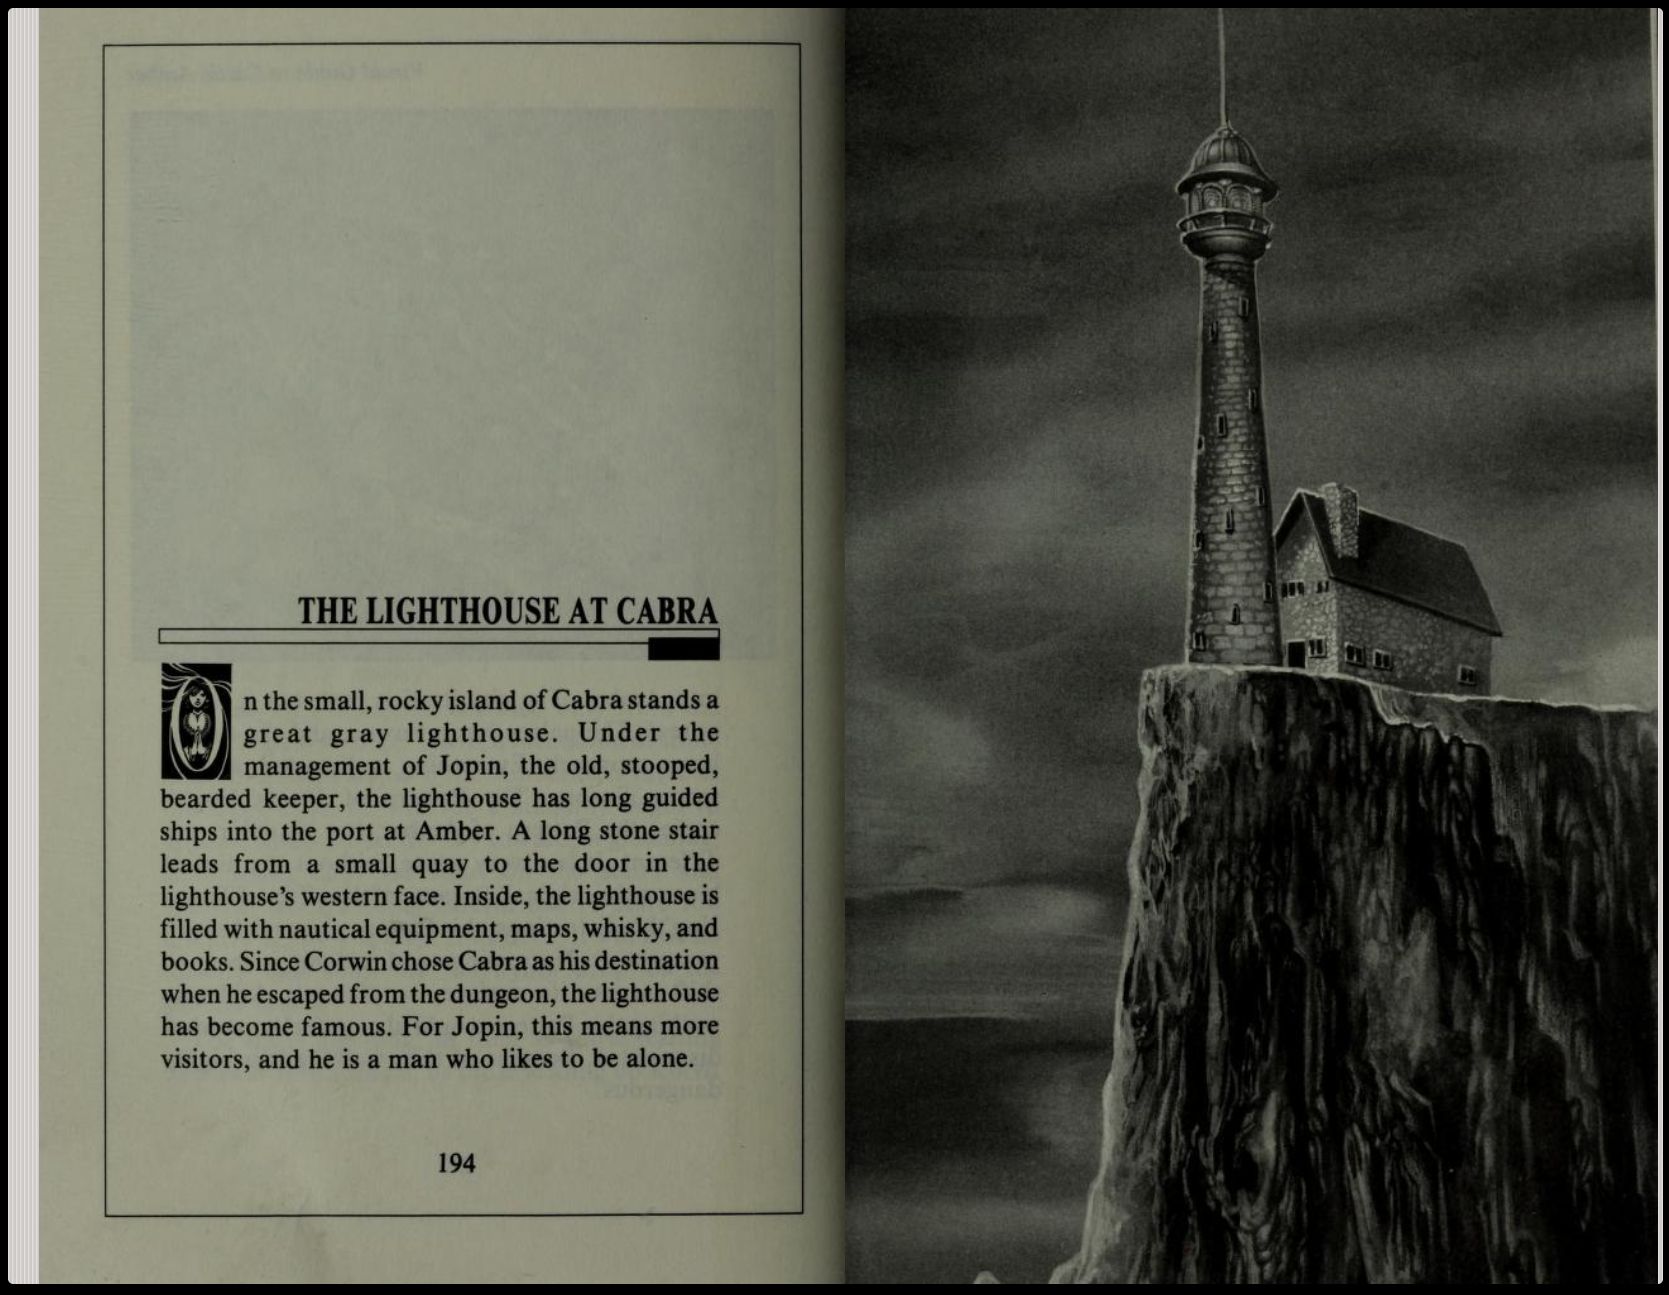 THE LIGHTHOUSE AT CABRA
On the small, rocky island of Cabra stands a
great gray lighthouse. Under the
management of Jopin, the old, stooped,
bearded keeper, the lighthouse has long guided
ships into the port at Amber. A long stone stair
leads from a small quay to the door in the
lighthouse's western face. Inside, the lighthouse is
filled with nautical equipment, maps, whisky, and
books. Since Corwin chose Cabra as his destination
when he escaped from the dungeon, the lighthouse
has become famous. For Jopin, this means more
visitors, and he is a man who likes to be alone.
194